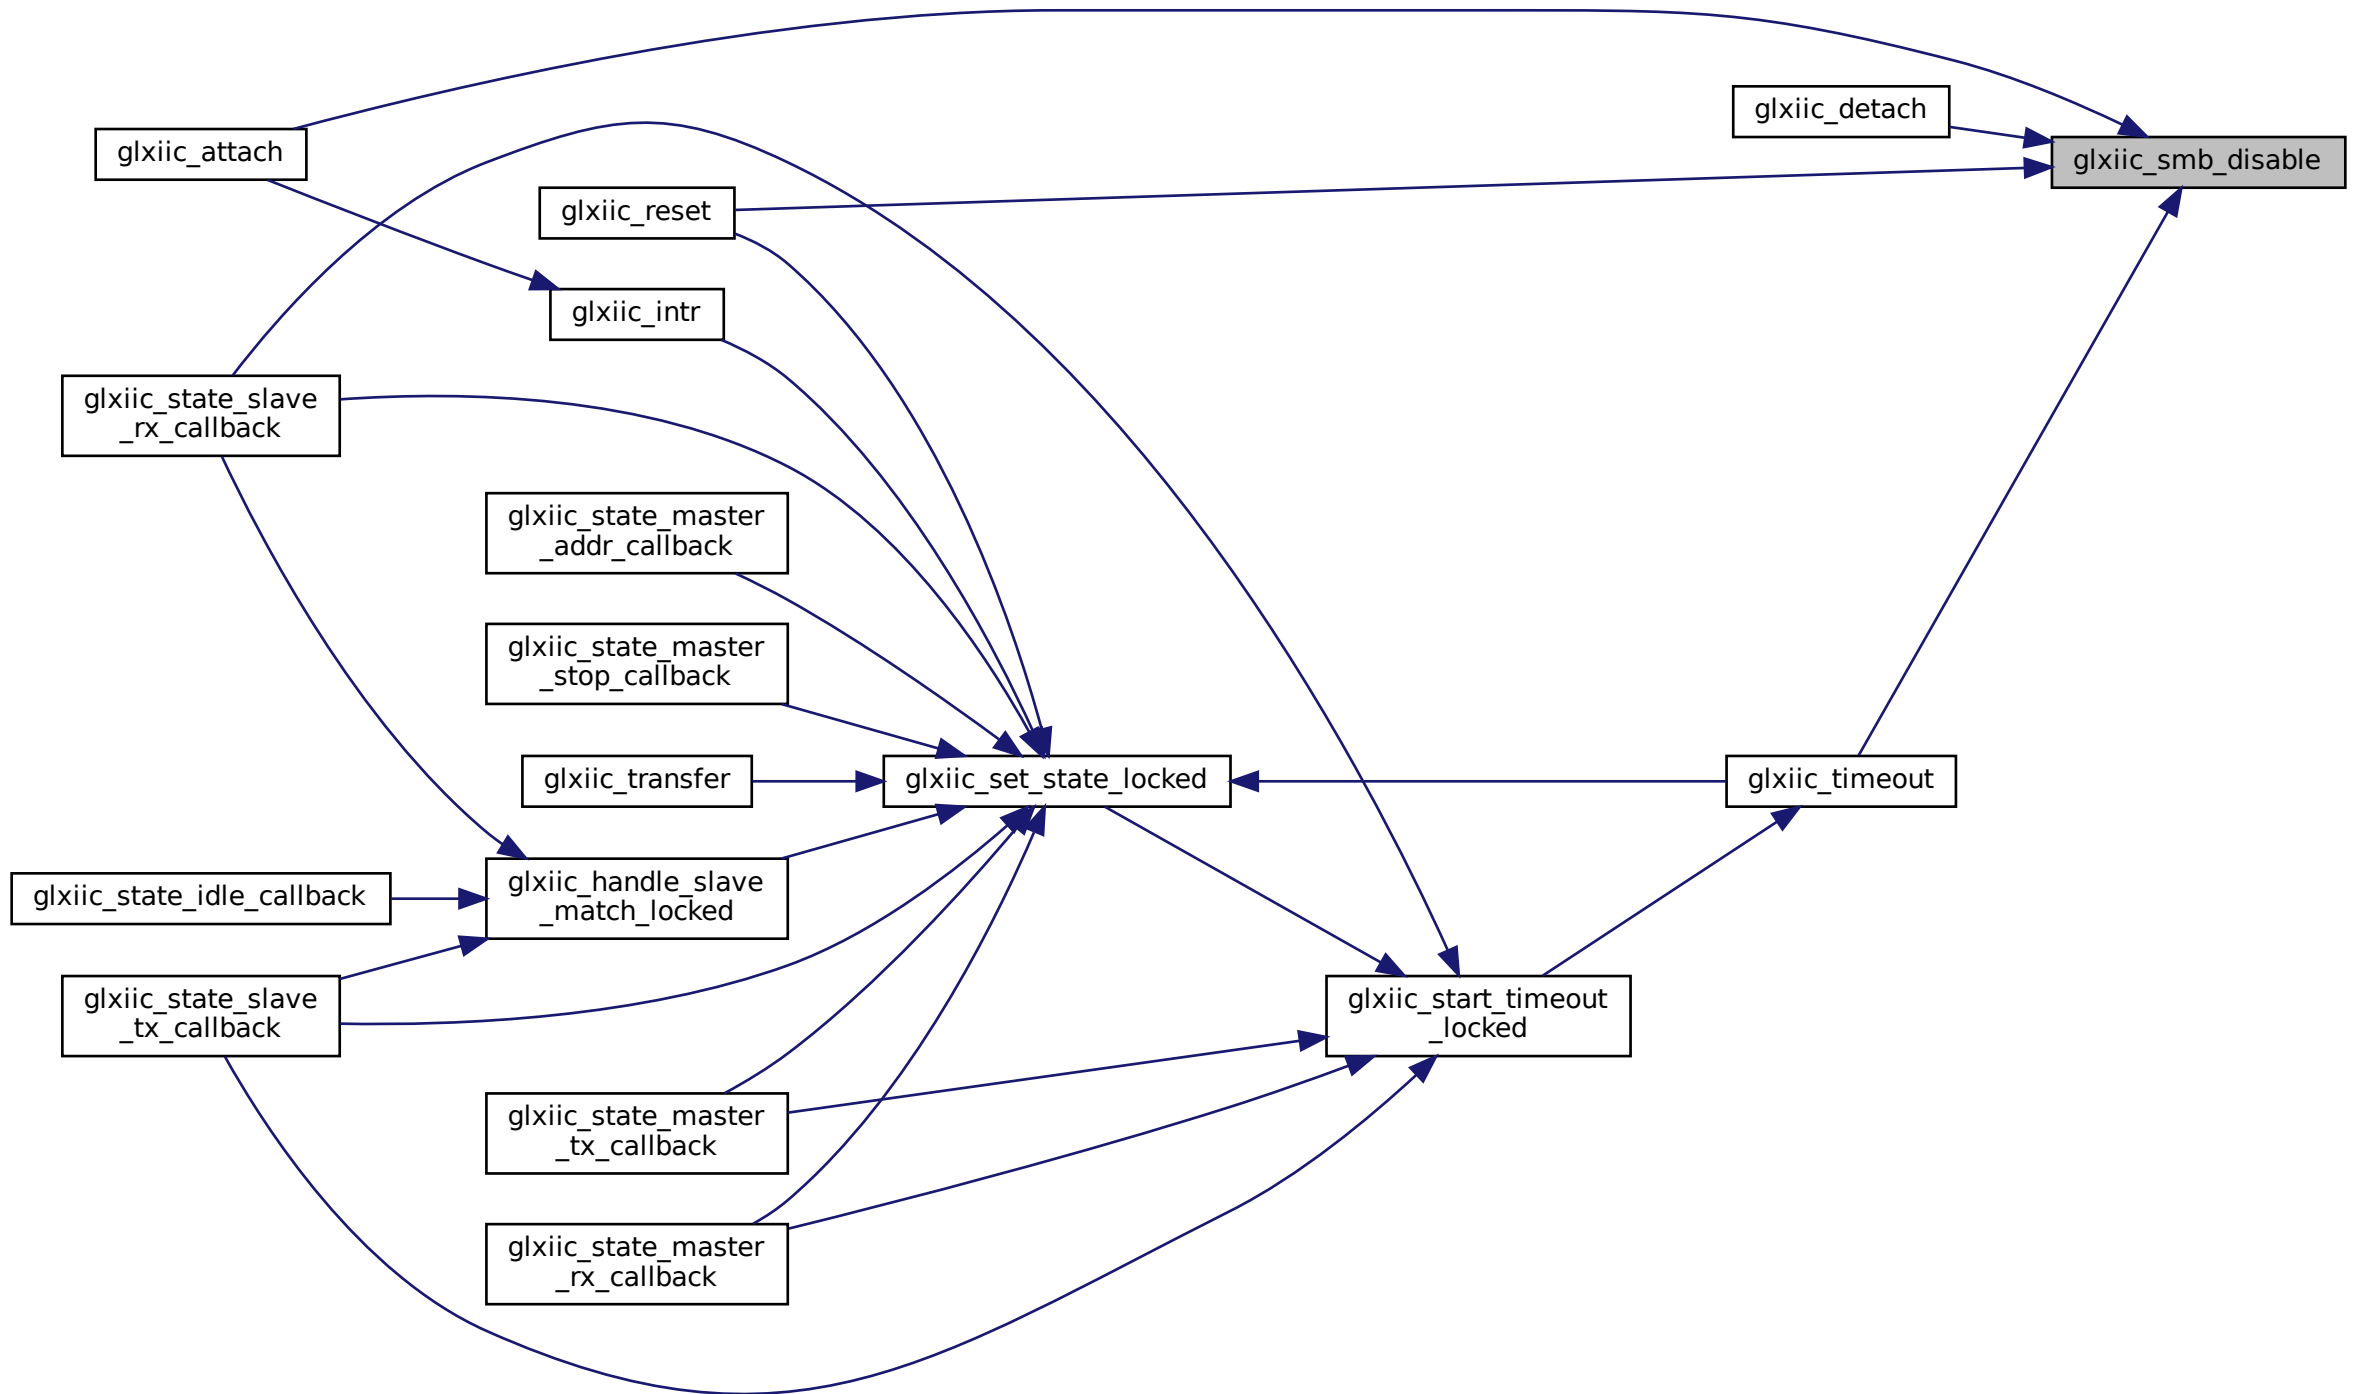 glxiic_detach
glxiic_attach
glxiic_smb_disable
glxiic_reset
glxiic_intr
glxiic_state_slave
_rx_callback
glxiic_state_master
_addr_callback
glxiic_state_master
_stop_callback
glxiic_transfer
glxiic_set_state_locked
glxiic_timeout
glxiic_state_idle_callback
glxiic_handle_slave
_match_locked
glxiic_state_slave
_tx_callback
glxiic_start_timeout
_locked
glxiic_state_master
_tx_callback
glxiic_state_master
_rx_callback